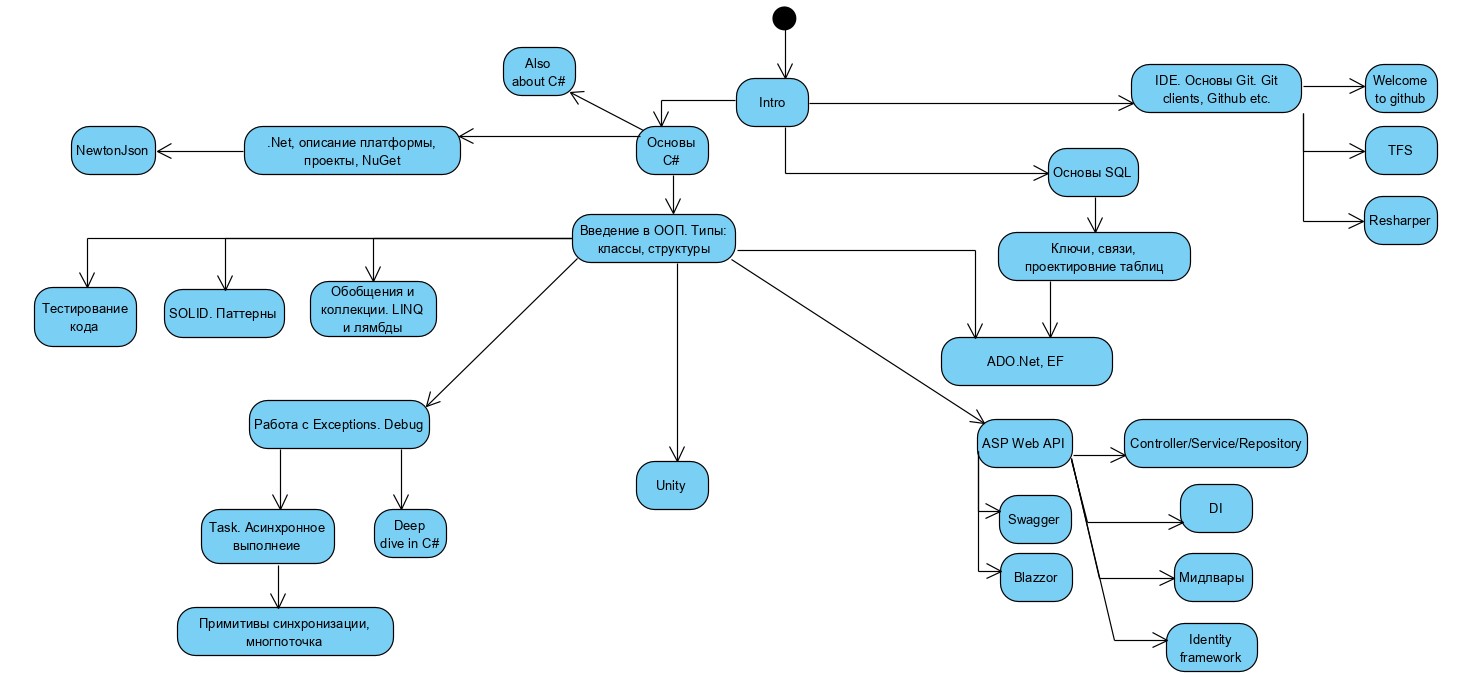 Also
about C#
Intro
IDE. Основы Git. Git
clients, Github etc.
Welcome
to github
NewtonJson
.Net, описание платформы,
проекты, NuGet
Основы
C#
TFS
Основы SQL
Resharper
Введение в ООП. Типы:
классы, структуры
Ключи, связи,
проектировние таблиц
Тестирование
кода
SOLID. Паттерны
Обобщения и
коллекции. LINQ
и лямбды
ADO.Net, EF
Работа с Exceptions. Debug
ASP Web API
Controller/Service/Repository
Unity
Swagger
DI
Task. Асинхронное
выполнеие
Deep
dive in C#
Blazzor
Мидлвары
Примитивы синхронизации,
многпоточка
Identity
framework